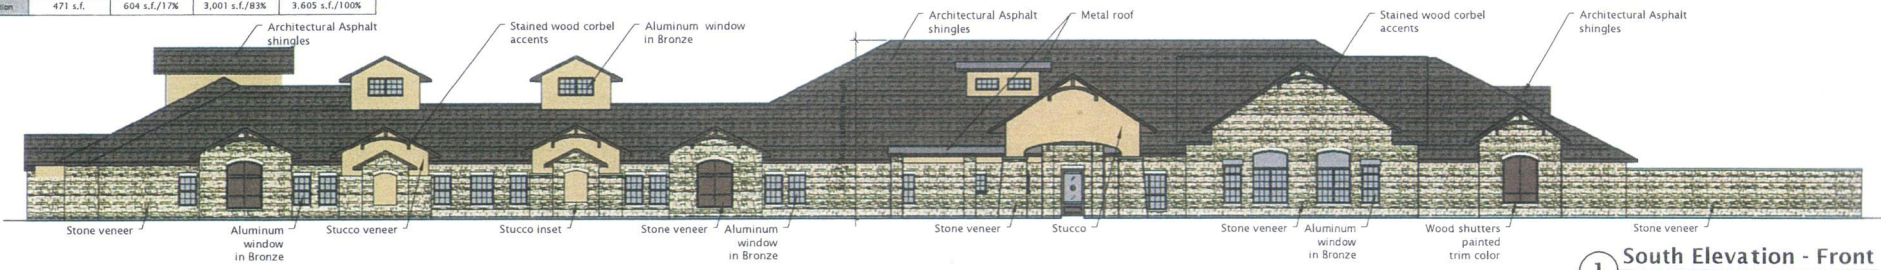 471 s.f. 604 s.f./17% 3,001 s.f./83% 3,605 s.f./100%
Architectural Asphalt
shingles
Stained wood corbel
accents
Aluminum window
in Bronze
Architectural Asphalt
shingles
Metal roof
Stained wood corbel
accents
Architectural Asphalt
shingles
Stone veneer
Aluminum
window
in Bronze
Stucco veneer
Stucco inset
Stone veneer
Aluminum
window
in Bronze
Stone veneer
Stucco
Stone veneer
Aluminum
window
in Bronze
Wood shutters
painted
trim color
Stone veneer
1
South Elevation - Front